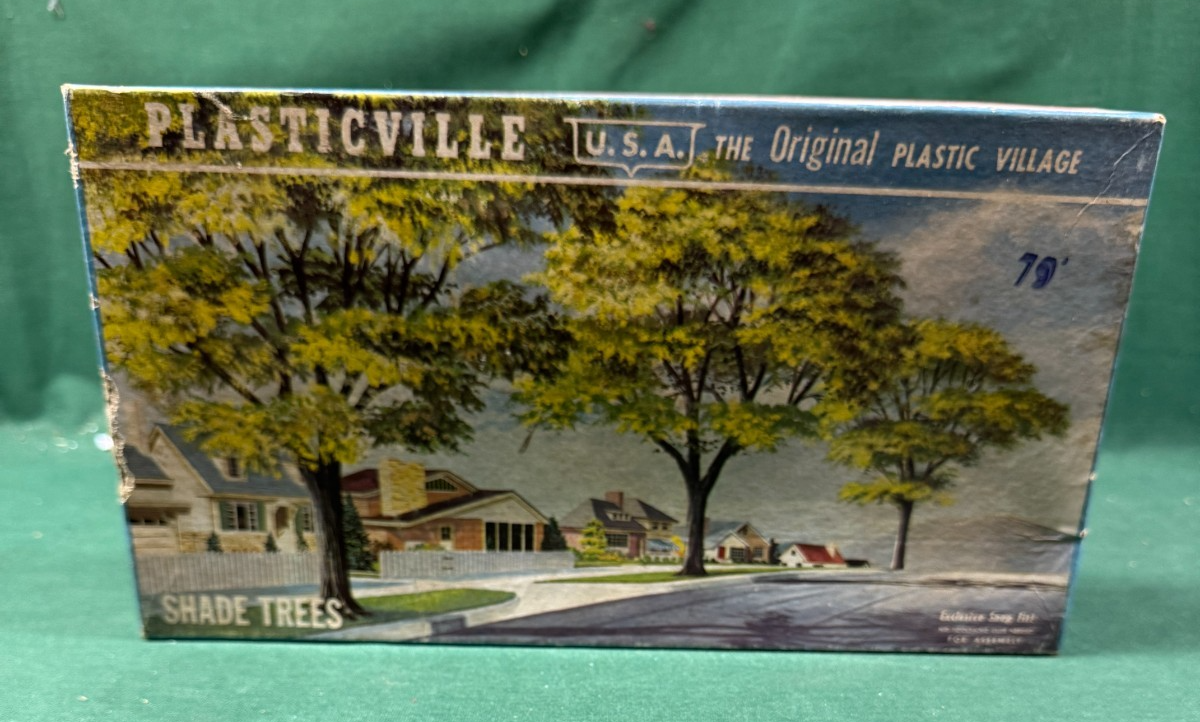 PLASTICVILLE U.S.A. THE Original PLASTIC VILLAGE
79¢
SHADE TREES
Exclusive Snap Fit!
FOR ASSEMBLY